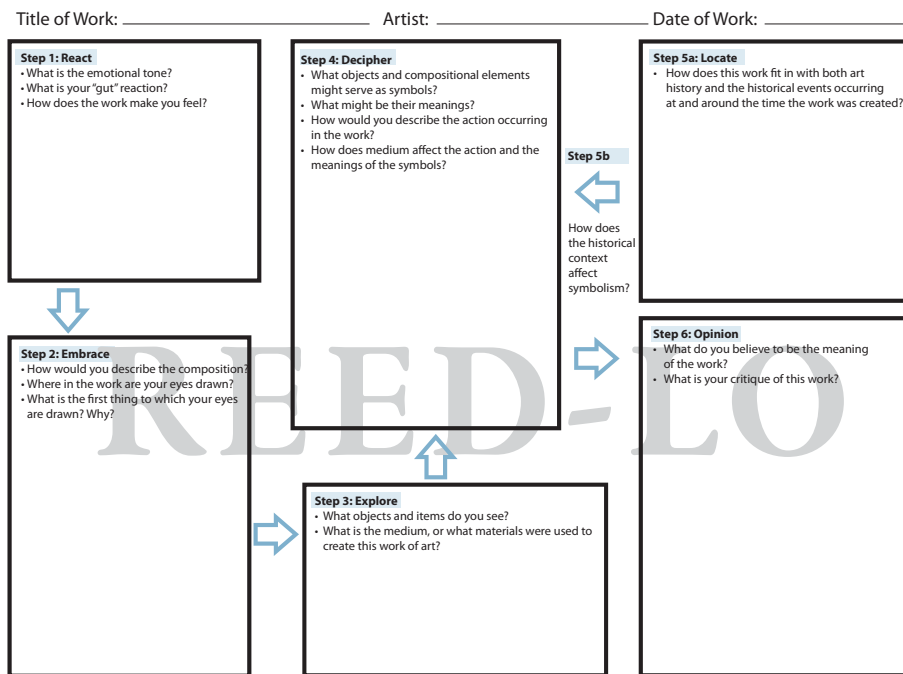 Title of Work: Artist: Date of Work:
Step 1: React
• What is the emotional tone?
• What is your "gut" reaction?
• How does the work make you feel?
Step 2: Embrace
• How would you describe the composition?
• Where in the work are your eyes drawn?
• What is the first thing to which your eyes
are drawn? Why?
Step 3: Explore
• What objects and items do you see?
• What is the medium, or what materials were used to
create this work of art?
Step 4: Decipher
• What objects and compositional elements
might serve as symbols?
• What might be their meanings?
• How would you describe the action occurring
in the work?
• How does medium affect the action and the
meanings of the symbols?
Step 5a: Locate
• How does this work fit in with both art
history and the historical events occurring
at and around the time the work was created?
Step 5b
How does
the historical
context
affect
symbolism?
Step 6: Opinion
• What do you believe to be the meaning
of the work?
• What is your critique of this work?
REED-LO